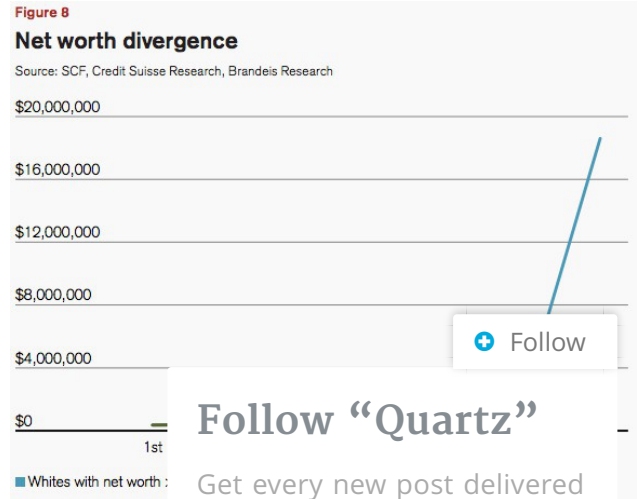 Figure 8
Net worth divergence
Source: SCF, Credit Suisse Research, Brandeis Research
$20,000,000
$16,000,000
$12,000,000
$8,000,000
Follow
$4,000,000
$0
Follow “Quartz”
1st
Whites with net worth
Get every new post delivered